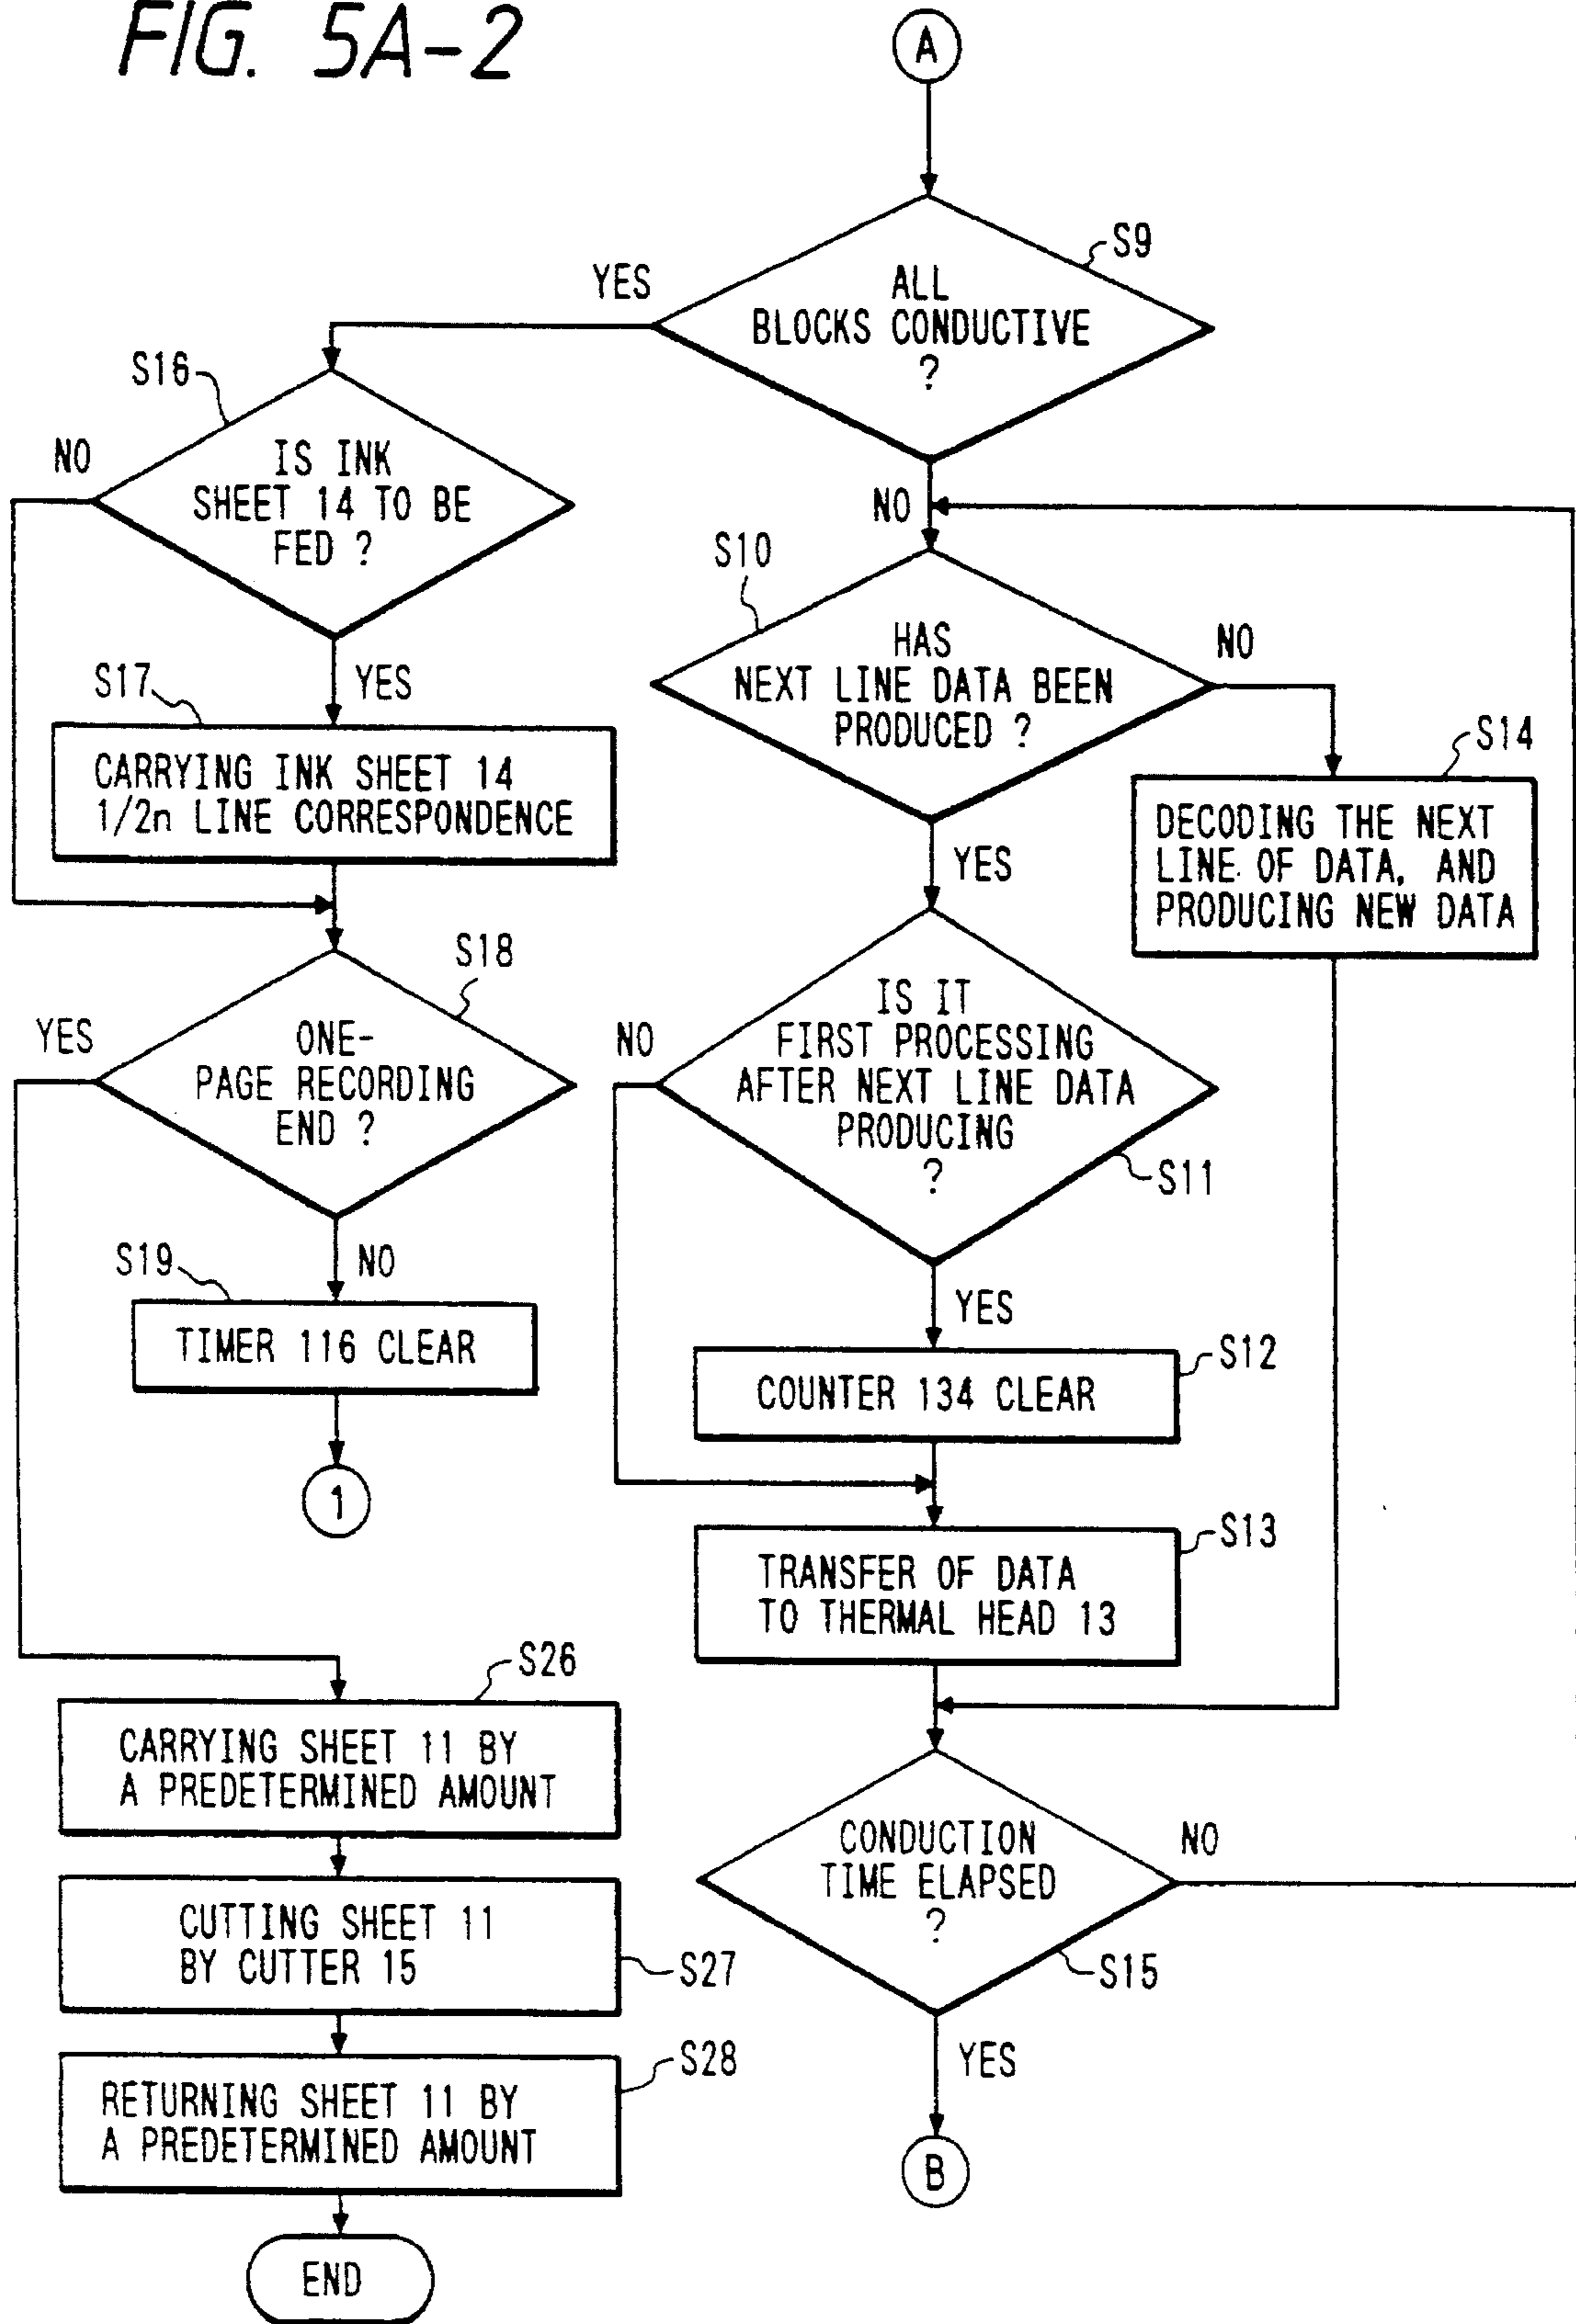 FIG. 5A-2
A
S9
ALL
BLOCKS CONDUCTIVE
?
YES
NO
S16
IS INK
SHEET 14 TO BE
FED ?
NO
YES
S17
CARRYING INK SHEET 14
1/2n LINE CORRESPONDENCE
S18
ONE-
PAGE RECORDING
END ?
YES
NO
S19
TIMER 116 CLEAR
1
S26
CARRYING SHEET 11 BY
A PREDETERMINED AMOUNT
CUTTING SHEET 11
BY CUTTER 15
S27
RETURNING SHEET 11 BY
A PREDETERMINED AMOUNT
S28
END
S10
HAS
NEXT LINE DATA BEEN
PRODUCED ?
NO
YES
S14
DECODING THE NEXT
LINE OF DATA, AND
PRODUCING NEW DATA
IS IT
FIRST PROCESSING
AFTER NEXT LINE DATA
PRODUCING
?
S11
NO
YES
S12
COUNTER 134 CLEAR
S13
TRANSFER OF DATA
TO THERMAL HEAD 13
CONDUCTION
TIME ELAPSED
?
S15
NO
YES
B